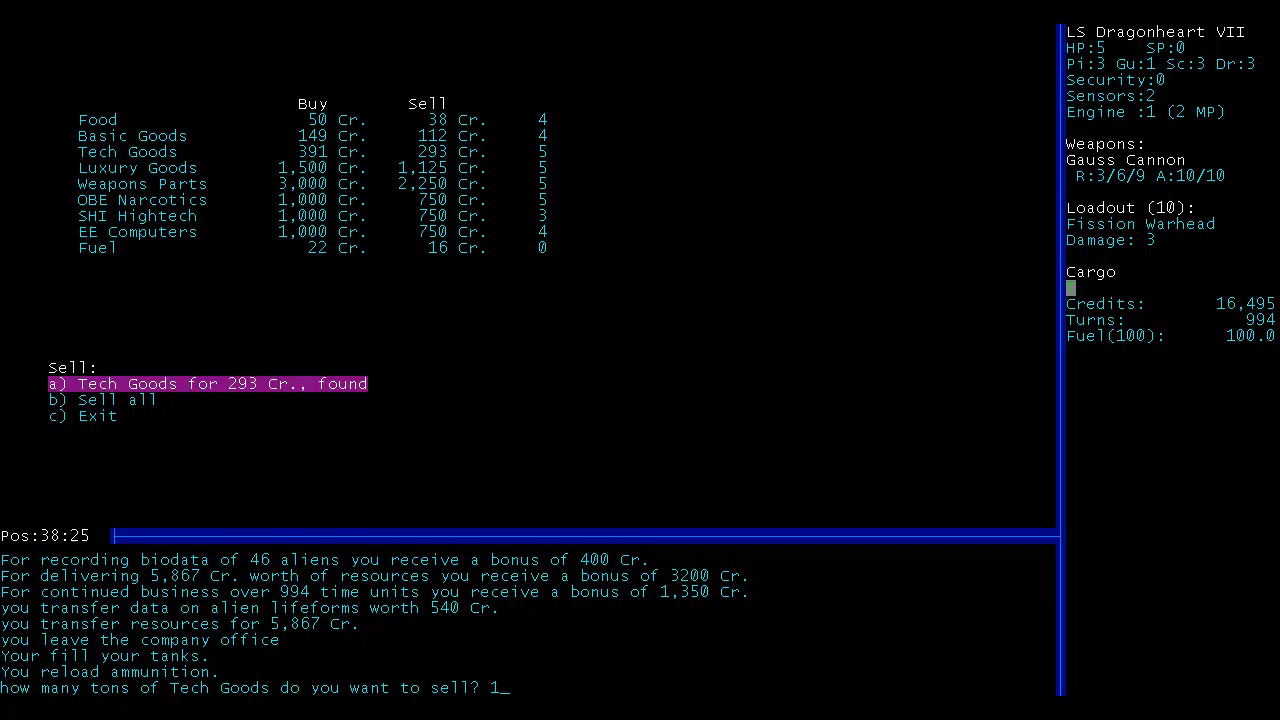 LS Dragonheart VII
HP:5 SP:0
Pi:3 Gu:1 Sc:3 Dr:3
Security:0
Sensors:2
Engine :1 (2 MP)
Weapons:
Gauss Cannon
R:3/6/9 A:10/10
Loadout (10):
Fission Warhead
Damage: 3
Cargo
Credits: 16,495
Turns: 994
Fuel(100): 100.0
Buy Sell
Food 50 Cr. 38 Cr. 4
Basic Goods 149 Cr. 112 Cr. 4
Tech Goods 391 Cr. 293 Cr. 5
Luxury Goods 1,500 Cr. 1,125 Cr. 5
Weapons Parts 3,000 Cr. 2,250 Cr. 5
OBE Narcotics 1,000 Cr. 750 Cr. 5
SHI Hightech 1,000 Cr. 750 Cr. 3
EE Computers 1,000 Cr. 750 Cr. 4
Fuel 22 Cr. 16 Cr. 0
Sell:
a) Tech Goods for 293 Cr., found
b) Sell all
c) Exit
Pos:38:25
For recording biodata of 46 aliens you receive a bonus of 400 Cr.
For delivering 5,867 Cr. worth of resources you receive a bonus of 3200 Cr.
For continued business over 994 time units you receive a bonus of 1,350 Cr.
you transfer data on alien lifeforms worth 540 Cr.
you transfer resources for 5,867 Cr.
you leave the company office
Your fill your tanks.
You reload ammunition.
how many tons of Tech Goods do you want to sell? 1_